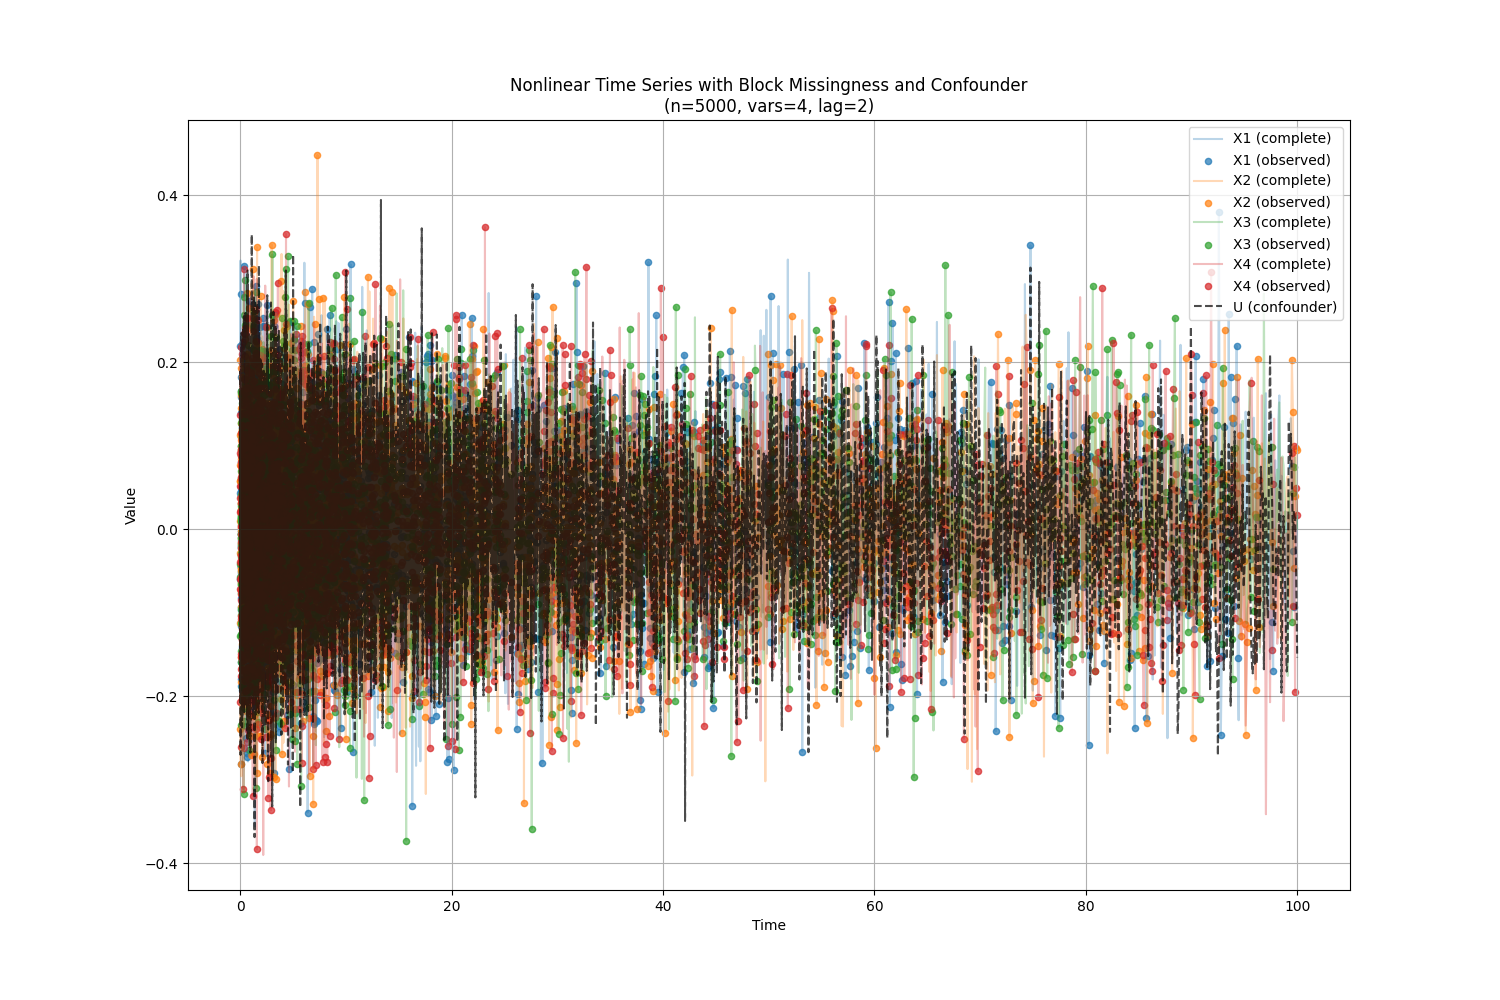 Nonlinear Time Series with Block Missingness and Confounder
(n=5000, vars=4, lag=2)
X1 (complete)
X1 (observed)
X2 (complete)
X2 (observed)
X3 (complete)
X3 (observed)
X4 (complete)
X4 (observed)
U (confounder)
0.4
0.2
0.0
−0.2
−0.4
Value
0 20 40 60 80 100
Time